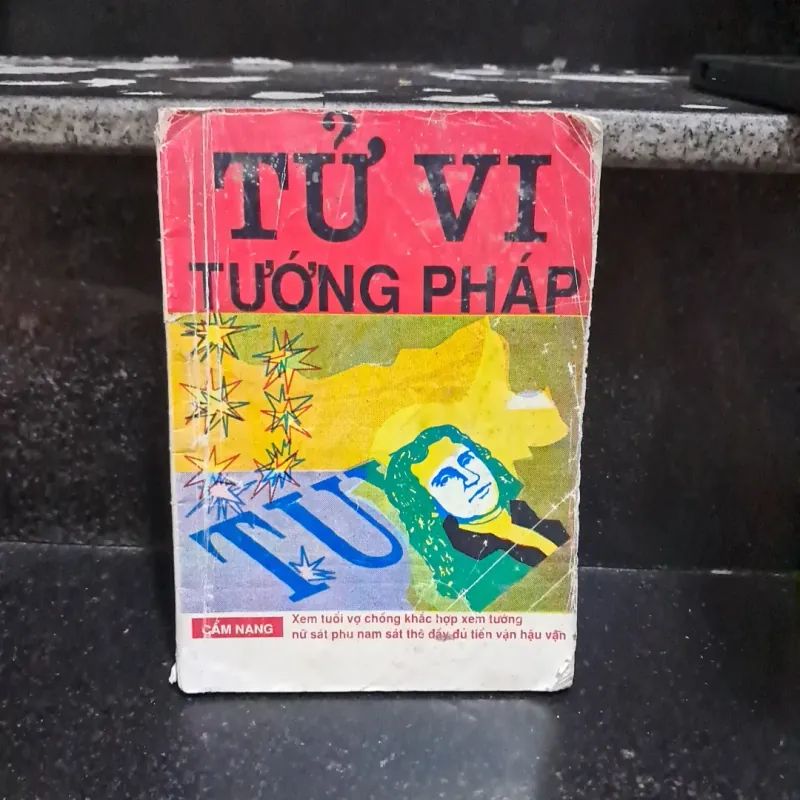 TỬ VI
TƯỚNG PHÁP
TU
CẨM NANG
Xem tuổi vợ chồng khắc hợp xem tướng
nữ sát phu nam sát thê đầy đủ tiền vận hậu vận